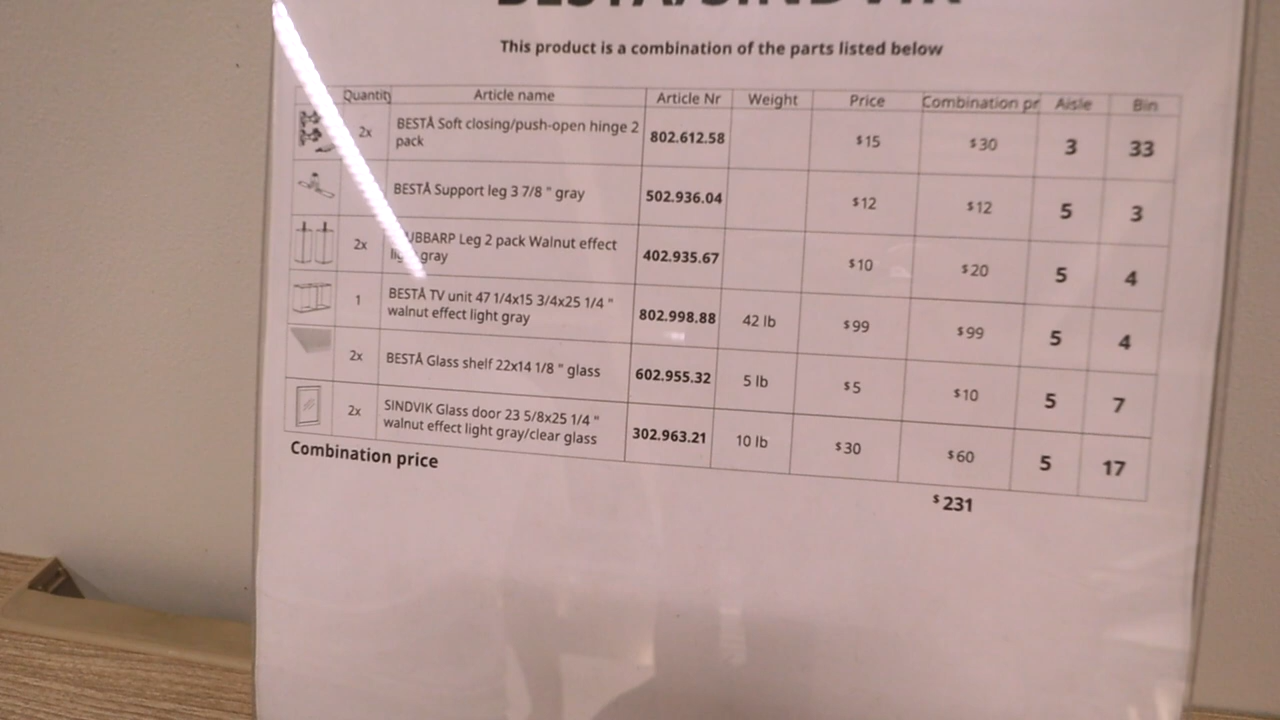 BESTÅ/SINDVIK
This product is a combination of the parts listed below
Quantity Article name Article Nr Weight Price Combination pr Aisle Bin
2x BESTÅ Soft closing/push-open hinge 2 pack 802.612.58 $15 $30 3 33
BESTÅ Support leg 3 7/8 " gray 502.936.04 $12 $12 5 3
2x UBBARP Leg 2 pack Walnut effect gray 402.935.67 $10 $20 5 4
1 BESTÅ TV unit 47 1/4x15 3/4x25 1/4 " walnut effect light gray 802.998.88 42 lb $99 $99 5 4
2x BESTÅ Glass shelf 22x14 1/8 " glass 602.955.32 5 lb $5 $10 5 7
2x SINDVIK Glass door 23 5/8x25 1/4 " walnut effect light gray/clear glass 302.963.21 10 lb $30 $60 5 17
Combination price
$231